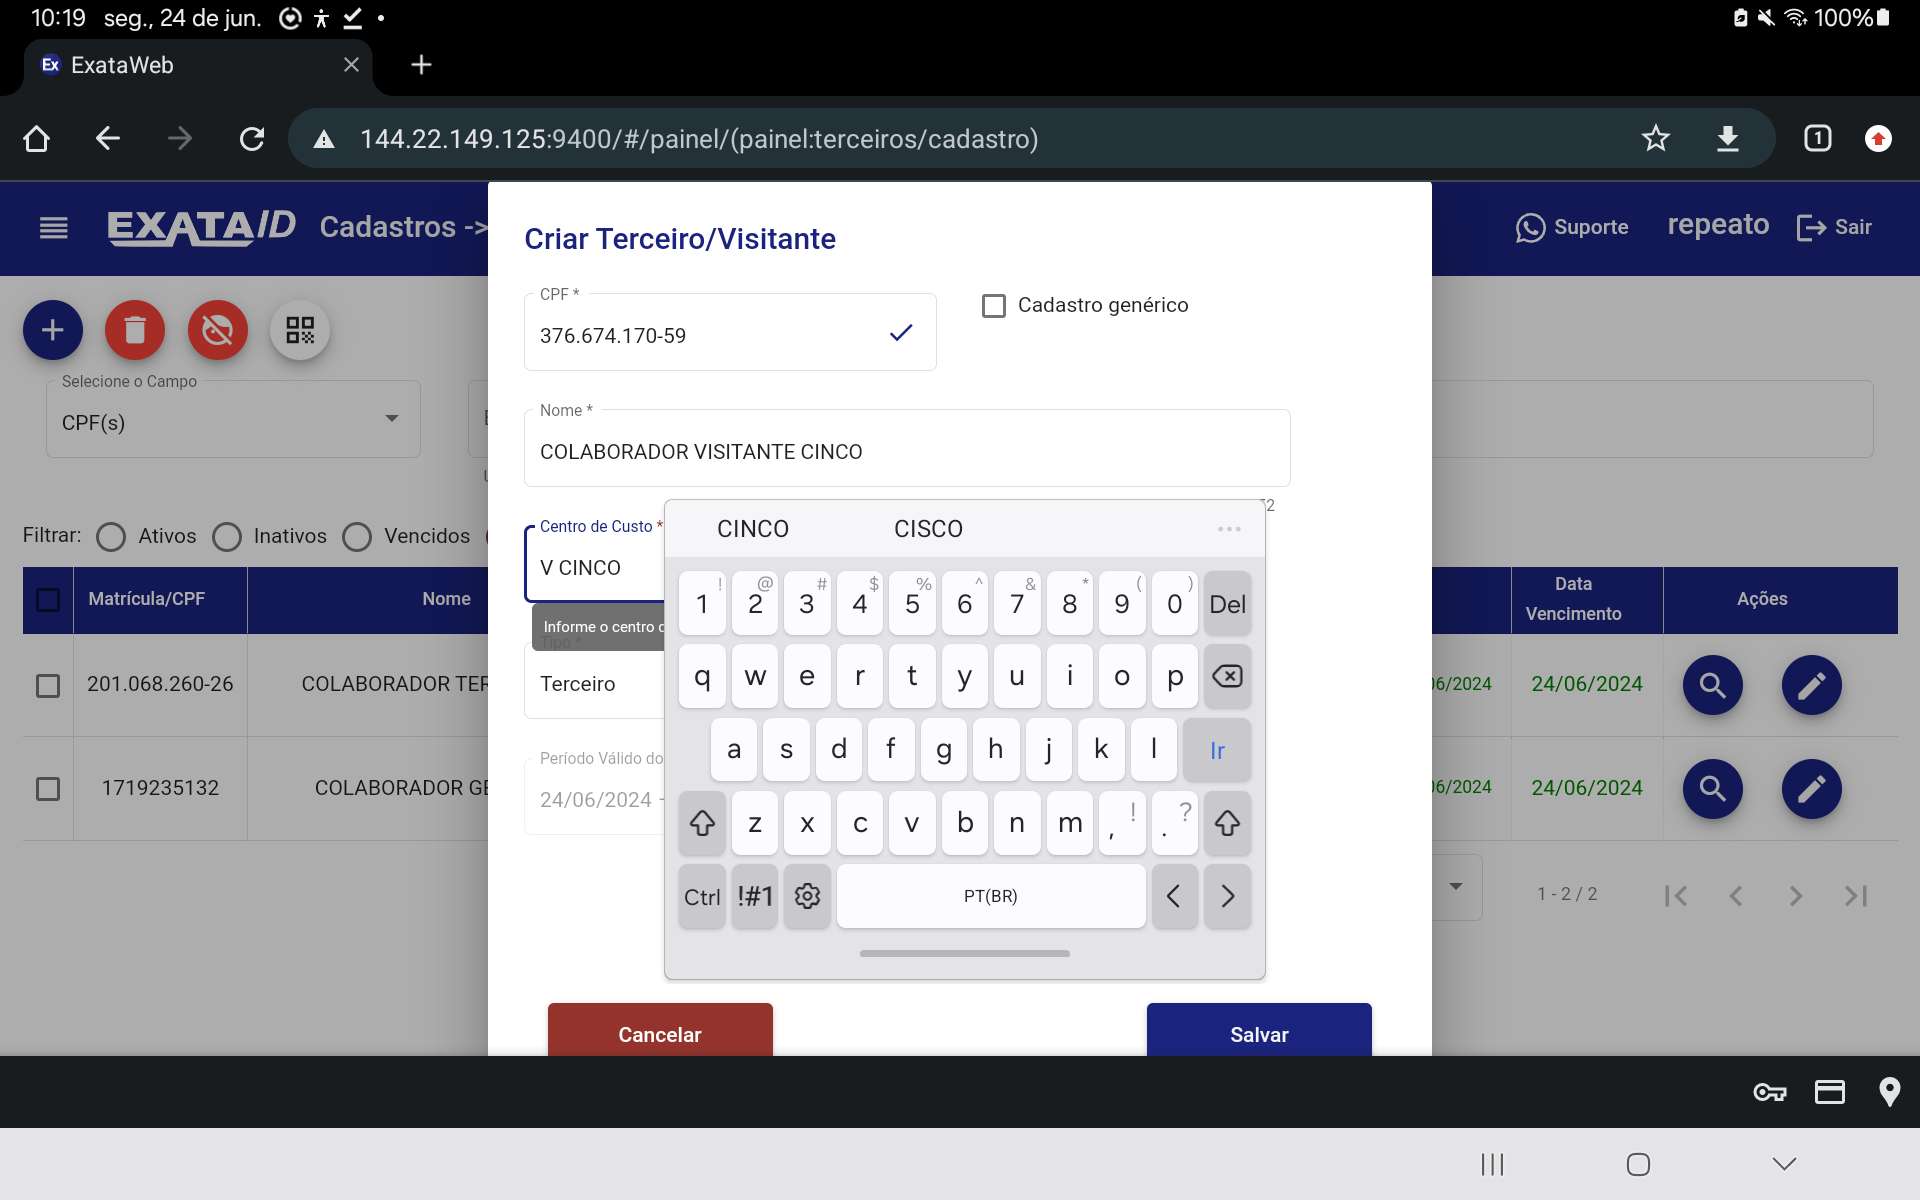 10:19 seg., 24 de jun.
100%
Ex ExataWeb
144.22.149.125:9400/#/painel/(painel:terceiros/cadastro)
1
EXATA/D Cadastros ->
Suporte repeato Sair
Criar Terceiro/Visitante
CPF *
376.674.170-59
Cadastro genérico
Selecione o Campo
CPF(s)
Nome *
COLABORADOR VISITANTE CINCO
Filtrar: Ativos Inativos Vencidos
Centro de Custo *
V CINCO
Informe o centro
Tipo *
Terceiro
Período Válido do
24/06/2024 -
Matrícula/CPF Nome
Data
Vencimento
Ações
201.068.260-26 COLABORADOR TER
06/2024 24/06/2024
1719235132 COLABORADOR GE
06/2024 24/06/2024
1 - 2 / 2
CINCO CISCO ...
! @ # $ % ^ & * ( )
1 2 3 4 5 6 7 8 9 0 Del
q w e r t y u i o p
a s d f g h j k l Ir
z x c v b n m , ! . ?
Ctrl !#1 PT(BR) < >
Cancelar Salvar